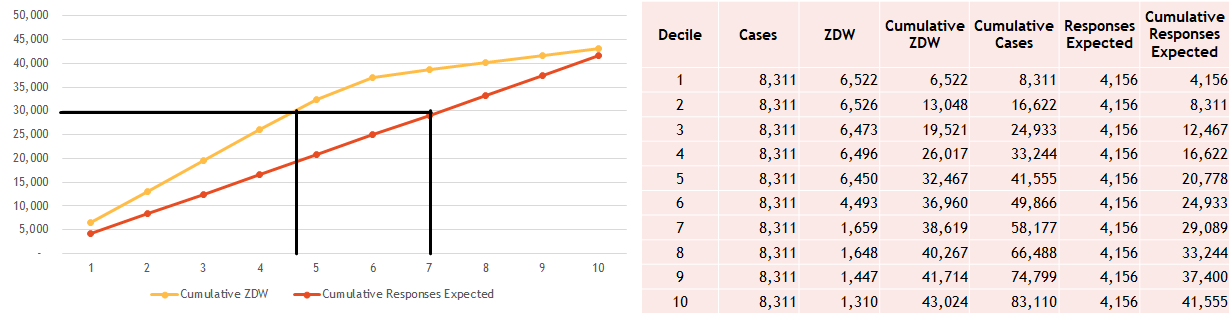 50,000
45,000
40,000
35,000
30,000
25,000
20,000
15,000
10,000
5,000
-
1 2 3 4 5 6 7 8 9 10
Cumulative ZDW Cumulative Responses Expected
Decile Cases ZDW Cumulative ZDW Cumulative Cases Responses Expected Cumulative Responses Expected
1 8,311 6,522 6,522 8,311 4,156 4,156
2 8,311 6,526 13,048 16,622 4,156 8,311
3 8,311 6,473 19,521 24,933 4,156 12,467
4 8,311 6,496 26,017 33,244 4,156 16,622
5 8,311 6,450 32,467 41,555 4,156 20,778
6 8,311 4,493 36,960 49,866 4,156 24,933
7 8,311 1,659 38,619 58,177 4,156 29,089
8 8,311 1,648 40,267 66,488 4,156 33,244
9 8,311 1,447 41,714 74,799 4,156 37,400
10 8,311 1,310 43,024 83,110 4,156 41,555